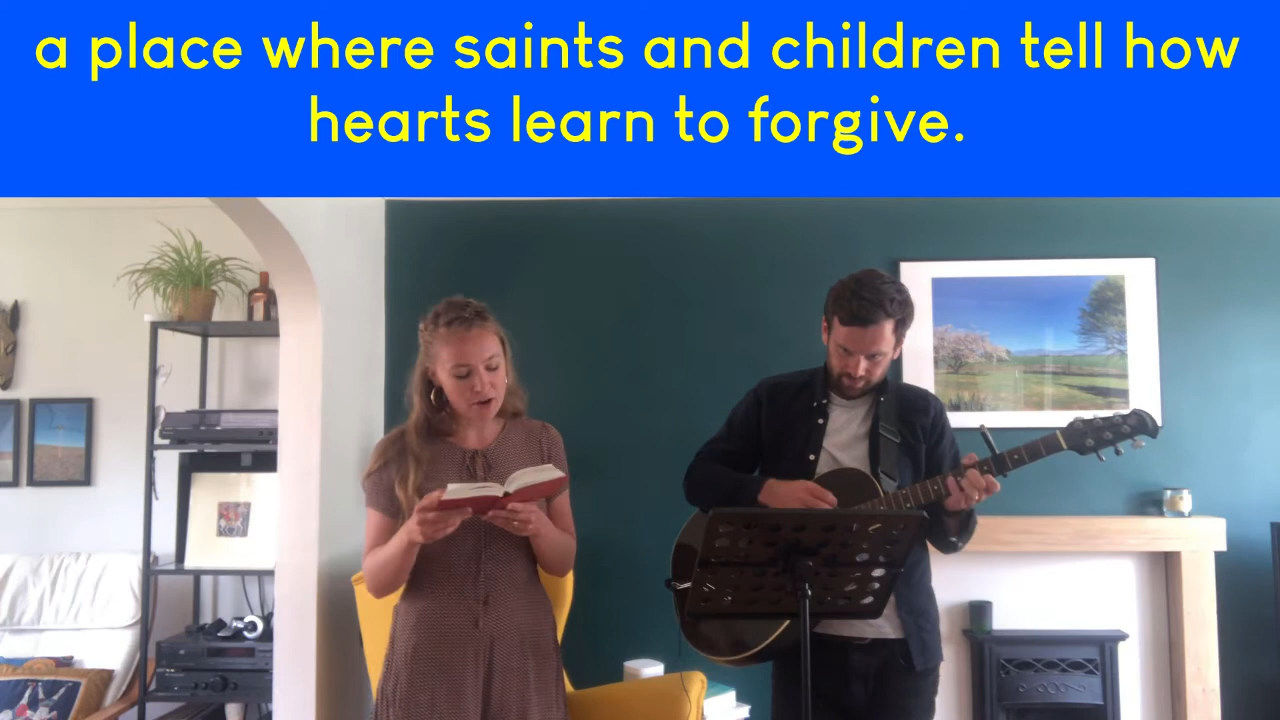 a place where saints and children tell how
hearts learn to forgive.